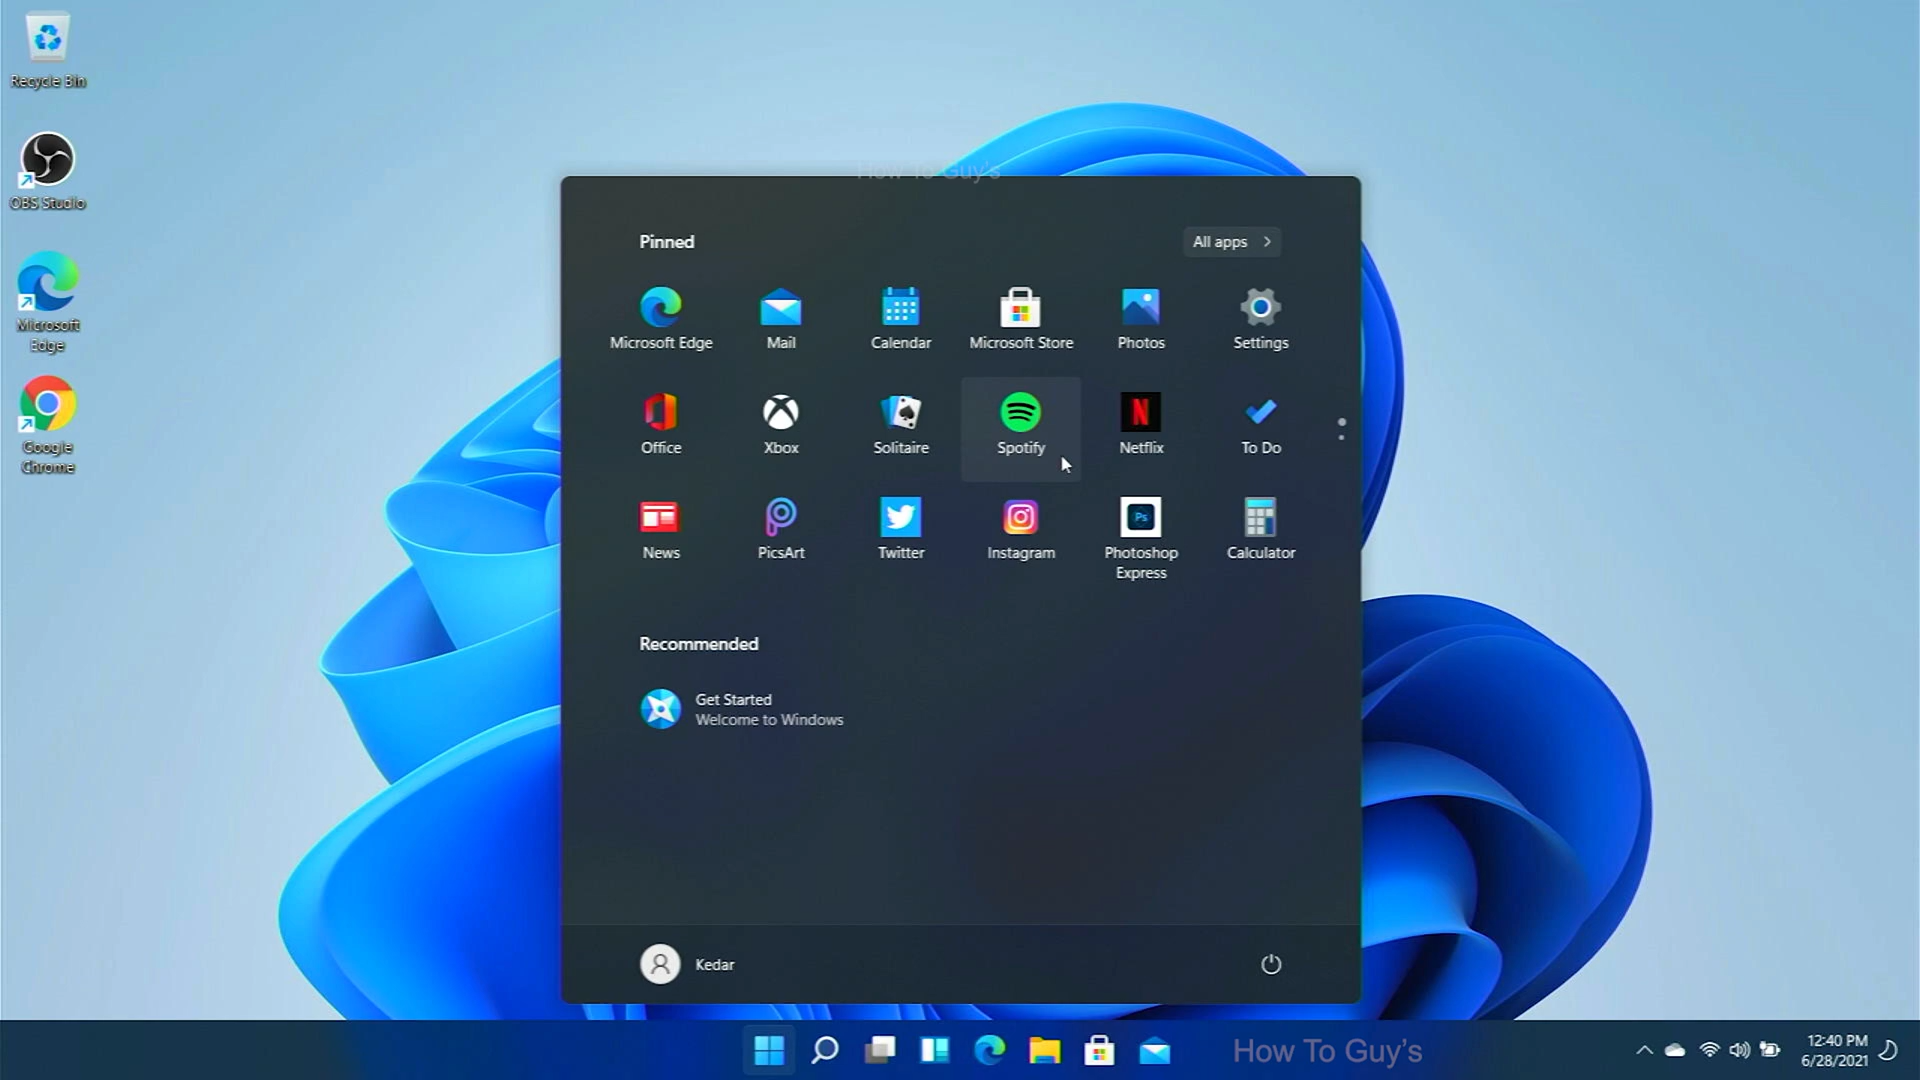 Recycle Bin
OBS Studio
Microsoft
Edge
Google
Chrome
How To Guy's
Pinned
All apps
Microsoft Edge
Mail
Calendar
Microsoft Store
Photos
Settings
Office
Xbox
Solitaire
Spotify
Netflix
To Do
News
PicsArt
Twitter
Instagram
Photoshop
Express
Calculator
Ps
Recommended
Get Started
Welcome to Windows
Kedar
How To Guy's
12:40 PM
6/28/2021